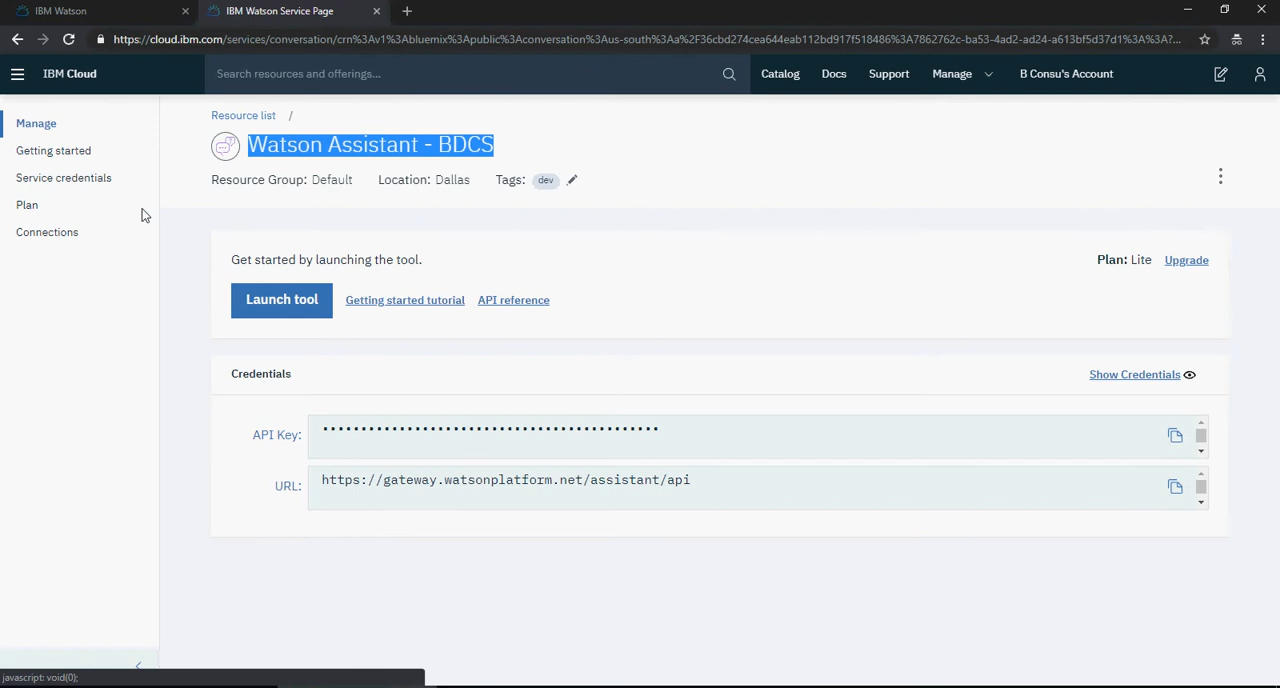 IBM Watson
IBM Watson Service Page
https://cloud.ibm.com/services/conversation/crn%3Av1%3Abluemix%3Apublic%3Aconversation%3Aus-south%3Aa%2F36cbd274cea644eab112bd917f518486%3A7862762c-ba53-4ad2-ad24-a613bf5d37d1%3A%3A?...
IBM Cloud
Search resources and offerings...
Catalog
Docs
Support
Manage
B Consu's Account
Manage
Getting started
Service credentials
Plan
Connections
Resource list /
Watson Assistant - BDCS
Resource Group: Default
Location: Dallas
Tags: dev
Get started by launching the tool.
Plan: Lite
Upgrade
Launch tool
Getting started tutorial
API reference
Credentials
Show Credentials
API Key: ............................................
URL: https://gateway.watsonplatform.net/assistant/api
javascript: void(0);